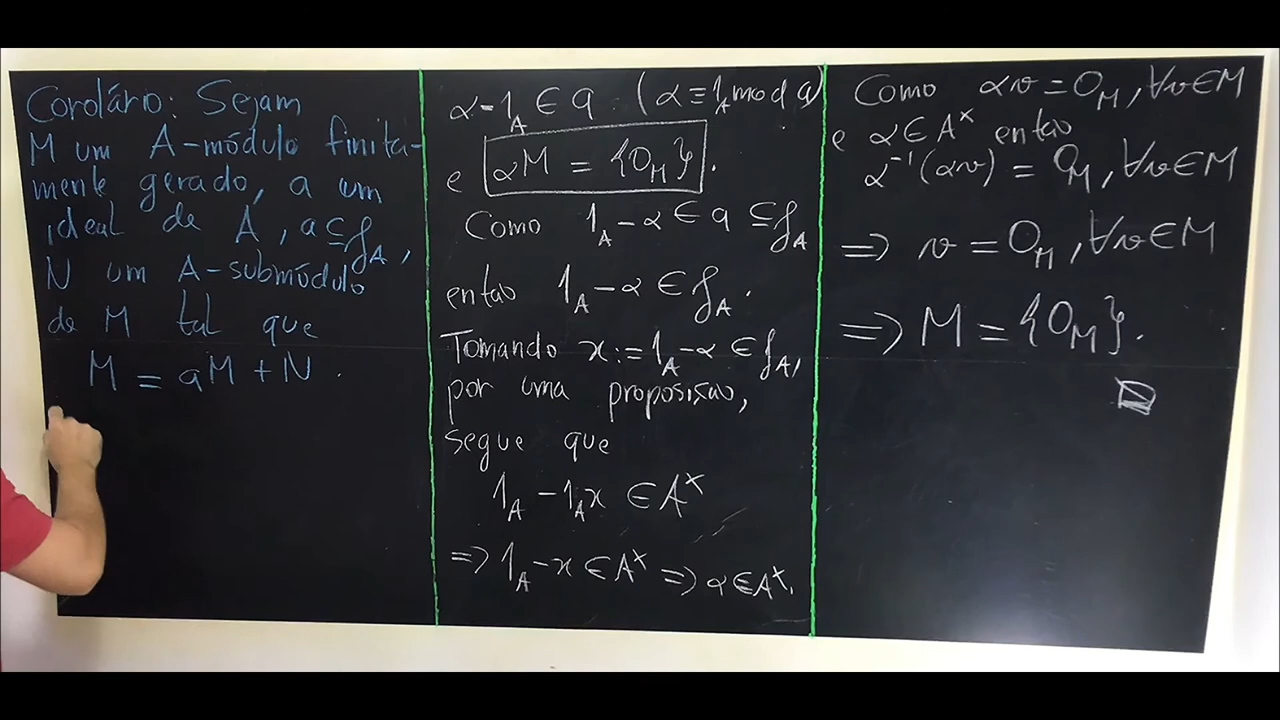 Corolário: Sejam
M um A-módulo finita-
mente gerado, a um
ideal de A, a ⊆ J_A,
N um A-submódulo
de M tal que
M = aM + N.
α - 1_A ∈ a (α ≡ 1_A mod a)
e αM = {0_M}.
Como 1_A - α ∈ a ⊆ J_A
então 1_A - α ∈ J_A.
Tomando x := 1_A - α ∈ J_A,
por uma proposição,
segue que
1_A - 1_A x ∈ A^x
=> 1_A - x ∈ A^x => α ∈ A^x.
Como αv = 0_M, ∀v ∈ M
e α ∈ A^x então
α^-1(αv) = 0_M, ∀v ∈ M
=> v = 0_M, ∀v ∈ M
=> M = {0_M}.